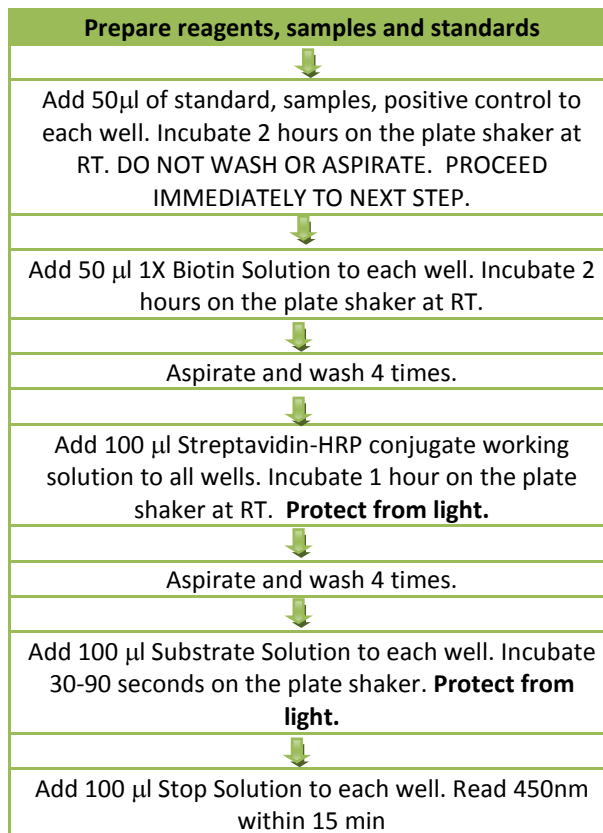 Prepare reagents, samples and standards
Add 50μl of standard, samples, positive control to
each well. Incubate 2 hours on the plate shaker at
RT. DO NOT WASH OR ASPIRATE.  PROCEED
IMMEDIATELY TO NEXT STEP.
Add 50 μl 1X Biotin Solution to each well. Incubate 2
hours on the plate shaker at RT.
Aspirate and wash 4 times.
Add 100 μl Streptavidin-HRP conjugate working
solution to all wells. Incubate 1 hour on the plate
shaker at RT.  Protect from light.
Aspirate and wash 4 times.
Add 100 μl Substrate Solution to each well. Incubate
30-90 seconds on the plate shaker. Protect from
light.
Add 100 μl Stop Solution to each well. Read 450nm
within 15 min